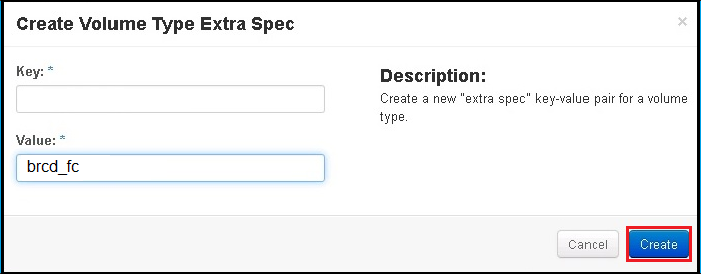 Create Volume Type Extra Spec
×
Key: *
Description:
Create a new "extra spec" key-value pair for a volume
type.
Value: *
brcd_fc
Cancel
Create